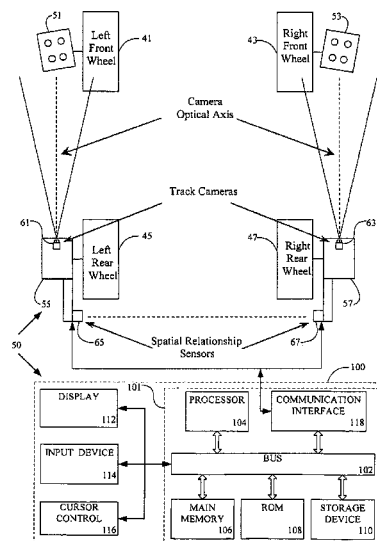 51
Left
Front
Wheel
41
43
Right
Front
Wheel
53
Camera
Optical Axis
Track Cameras
61
63
Left
Rear
Wheel
45
47
Right
Rear
Wheel
55
57
65
Spatial Relationship
Sensors
67
50
100
101
DISPLAY
112
INPUT DEVICE
114
CURSOR
CONTROL
116
PROCESSOR
104
COMMUNICATION
INTERFACE
118
BUS
102
MAIN
MEMORY
106
ROM
108
STORAGE
DEVICE
110